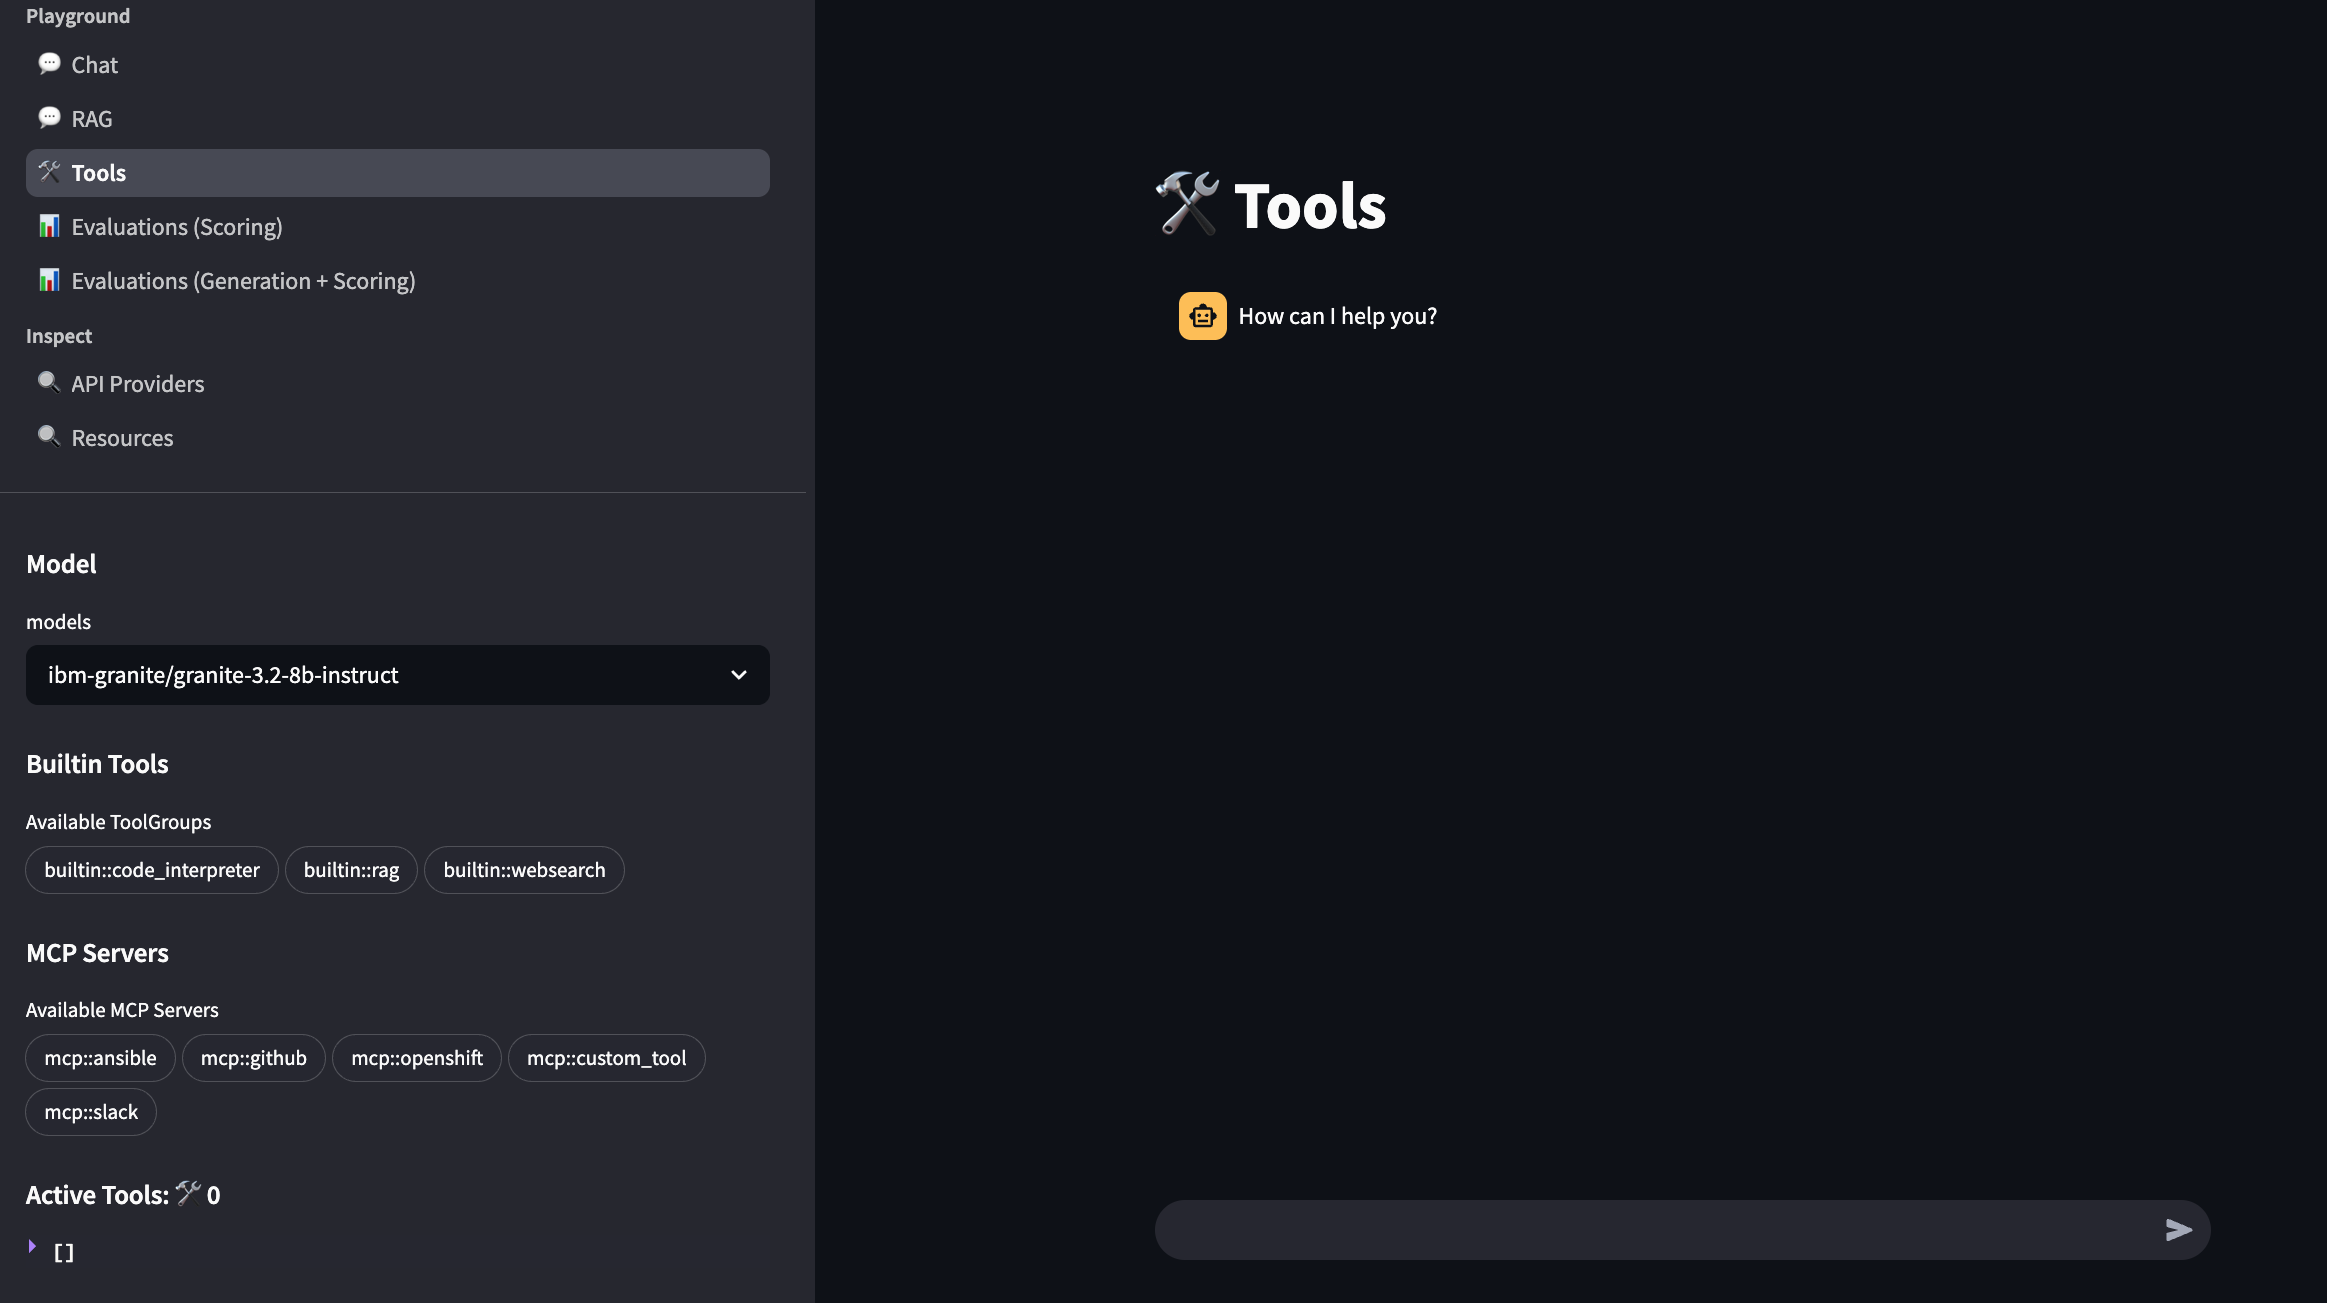 Playground
Chat
RAG
Tools
Evaluations (Scoring)
Evaluations (Generation + Scoring)
Inspect
API Providers
Resources
Model
models
ibm-granite/granite-3.2-8b-instruct
Builtin Tools
Available ToolGroups
builtin::code_interpreter builtin::rag builtin::websearch
MCP Servers
Available MCP Servers
mcp::ansible mcp::github mcp::openshift mcp::custom_tool
mcp::slack
Active Tools: 🛠 0
[]
🛠 Tools
How can I help you?